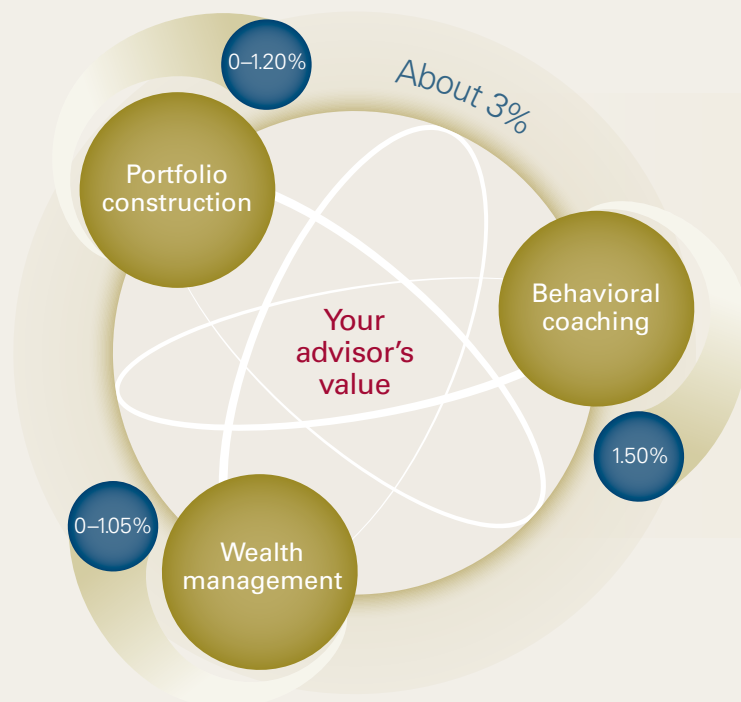 0–1.20%
About 3%
Portfolio
construction
Behavioral
coaching
Your
advisor’s
value
1.50%
0–1.05%
Wealth
management